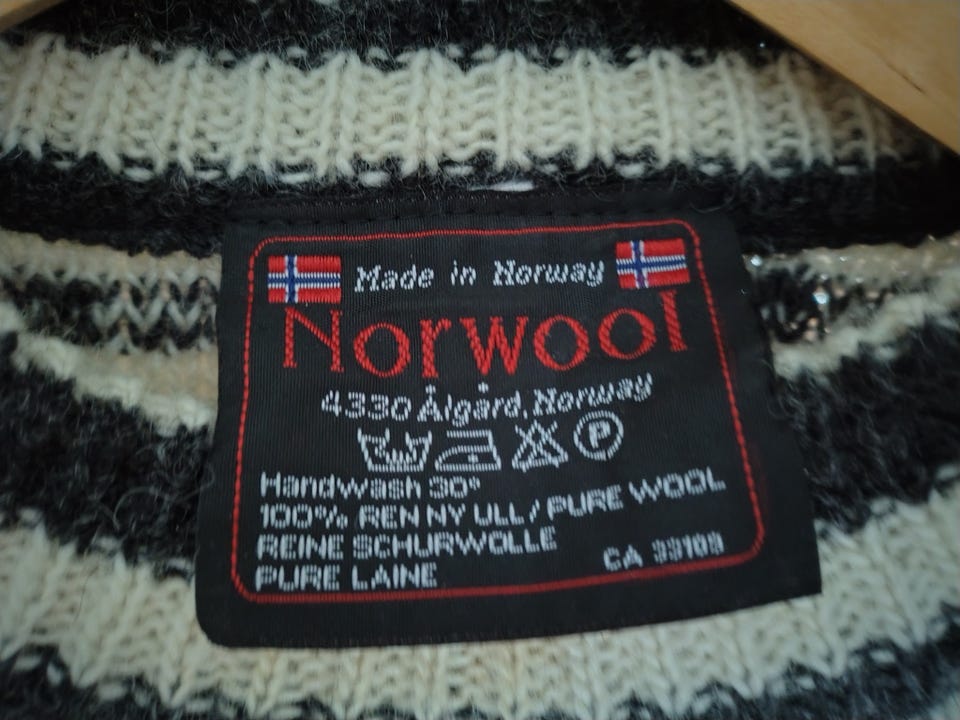 Made in Norway
Norwool
4330 Ålgård, Norway
Handwash 30°
100% REN NY ULL / PURE WOOL
REINE SCHURWOLLE
PURE LAINE
CA 33109
P